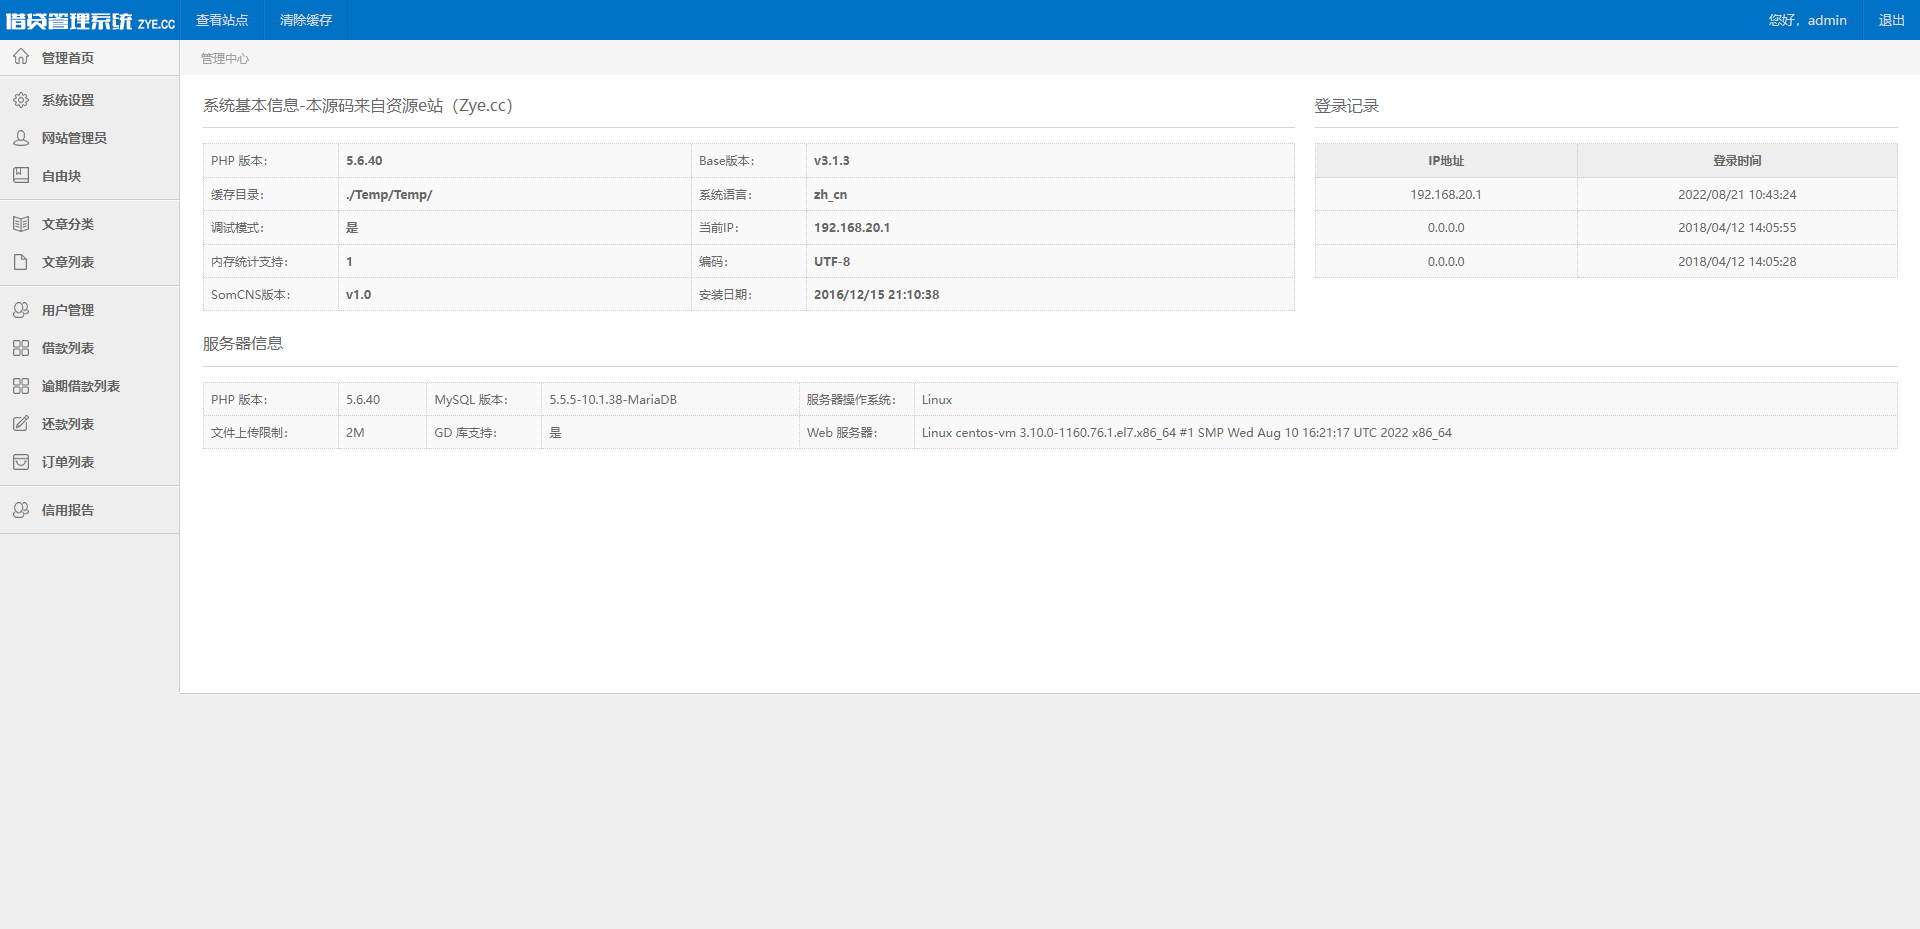 借贷管理系统 ZYE.CC 查看站点 清除缓存 您好，admin 退出
管理首页
系统设置
网站管理员
自由块
文章分类
文章列表
用户管理
借款列表
逾期借款列表
还款列表
订单列表
信用报告
管理中心
系统基本信息-本源码来自资源e站（Zye.cc）
PHP 版本： 5.6.40 Base版本： v3.1.3
缓存目录： ./Temp/Temp/ 系统语言： zh_cn
调试模式： 是 当前IP： 192.168.20.1
内存统计支持： 1 编码： UTF-8
SomCNS版本： v1.0 安装日期： 2016/12/15 21:10:38
登录记录
IP地址 登录时间
192.168.20.1 2022/08/21 10:43:24
0.0.0.0 2018/04/12 14:05:55
0.0.0.0 2018/04/12 14:05:28
服务器信息
PHP 版本： 5.6.40 MySQL 版本： 5.5.5-10.1.38-MariaDB 服务器操作系统： Linux
文件上传限制： 2M GD 库支持： 是 Web 服务器： Linux centos-vm 3.10.0-1160.76.1.el7.x86_64 #1 SMP Wed Aug 10 16:21:17 UTC 2022 x86_64